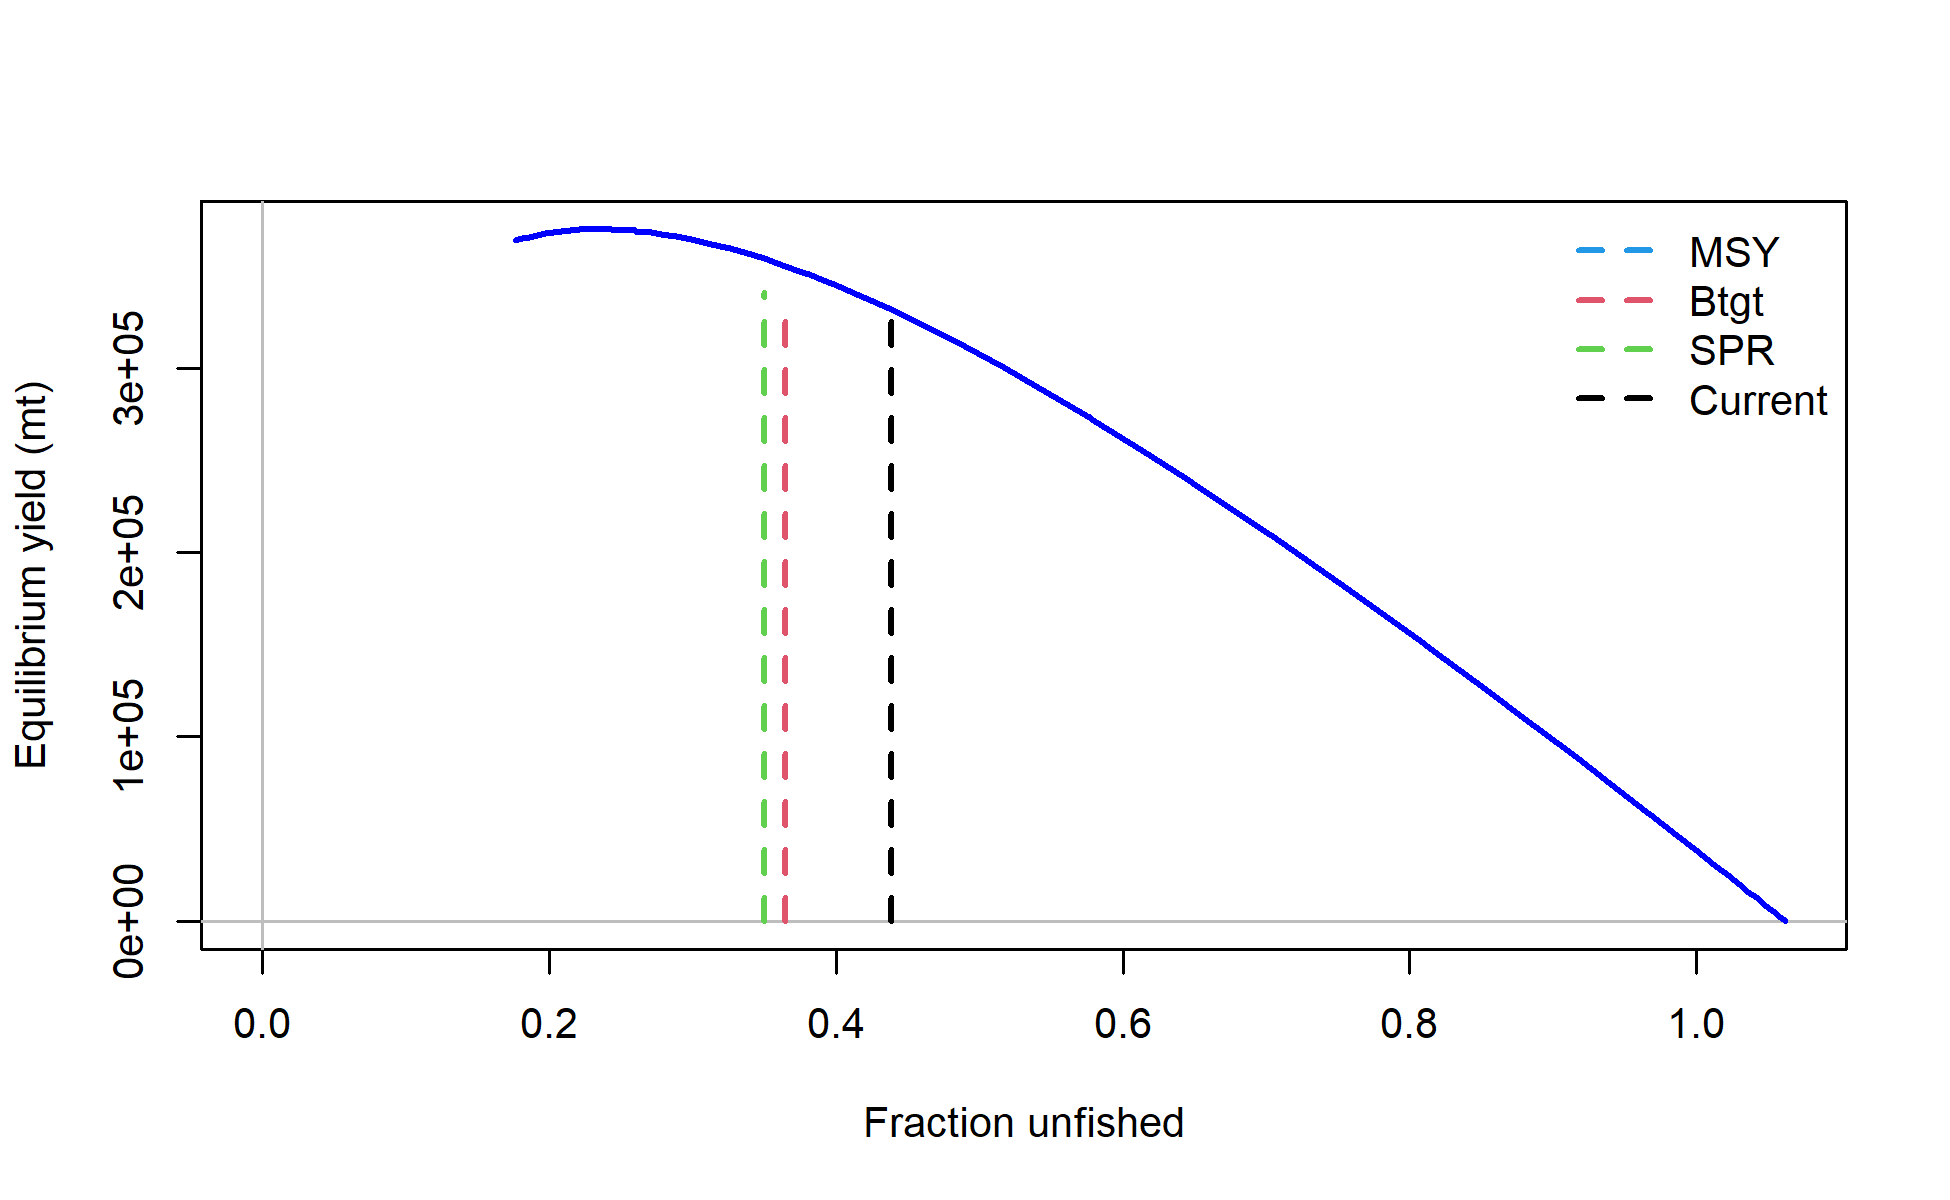 MSY
Btgt
SPR
Current
Equilibrium yield (mt)
3e+05
2e+05
1e+05
0e+00
0.0 0.2 0.4 0.6 0.8 1.0
Fraction unfished